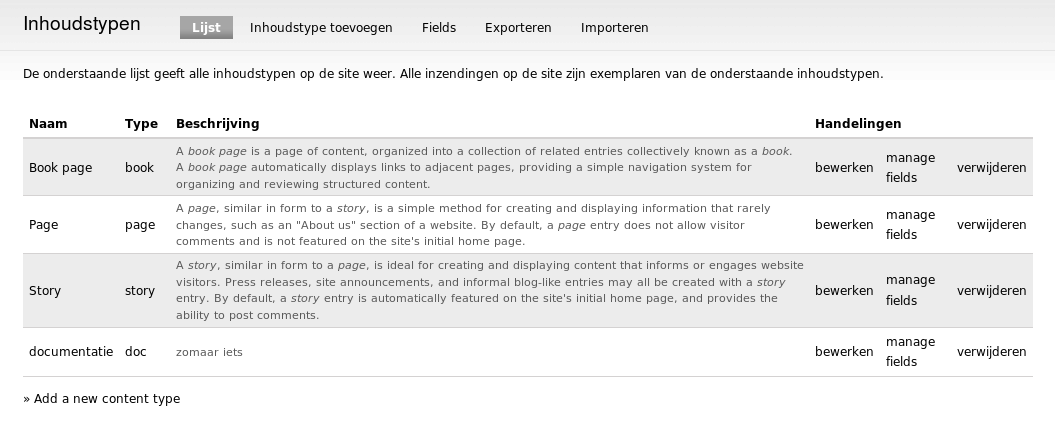 Inhoudstypen
Lijst Inhoudstype toevoegen Fields Exporteren Importeren
De onderstaande lijst geeft alle inhoudstypen op de site weer. Alle inzendingen op de site zijn exemplaren van de onderstaande inhoudstypen.
Naam Type Beschrijving Handelingen
Book page book
A book page is a page of content, organized into a collection of related entries collectively known as a book.
A book page automatically displays links to adjacent pages, providing a simple navigation system for
organizing and reviewing structured content.
bewerken
manage
fields
verwijderen
Page page
A page, similar in form to a story, is a simple method for creating and displaying information that rarely
changes, such as an "About us" section of a website. By default, a page entry does not allow visitor
comments and is not featured on the site's initial home page.
bewerken
manage
fields
verwijderen
Story story
A story, similar in form to a page, is ideal for creating and displaying content that informs or engages website
visitors. Press releases, site announcements, and informal blog-like entries may all be created with a story
entry. By default, a story entry is automatically featured on the site's initial home page, and provides the
ability to post comments.
bewerken
manage
fields
verwijderen
documentatie doc zomaar iets
bewerken
manage
fields
verwijderen
» Add a new content type